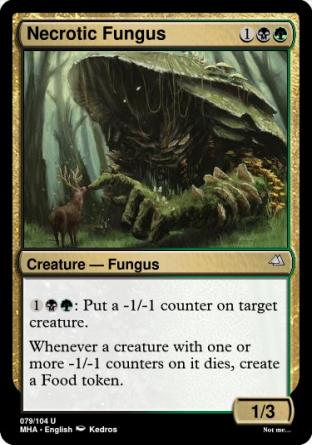 Necrotic Fungus 1
Creature — Fungus
1 : Put a -1/-1 counter on target
creature.
Whenever a creature with one or
more -1/-1 counters on it dies, create
a Food token.
1/3
079/104 U
MHA • English Kedros
Not me...